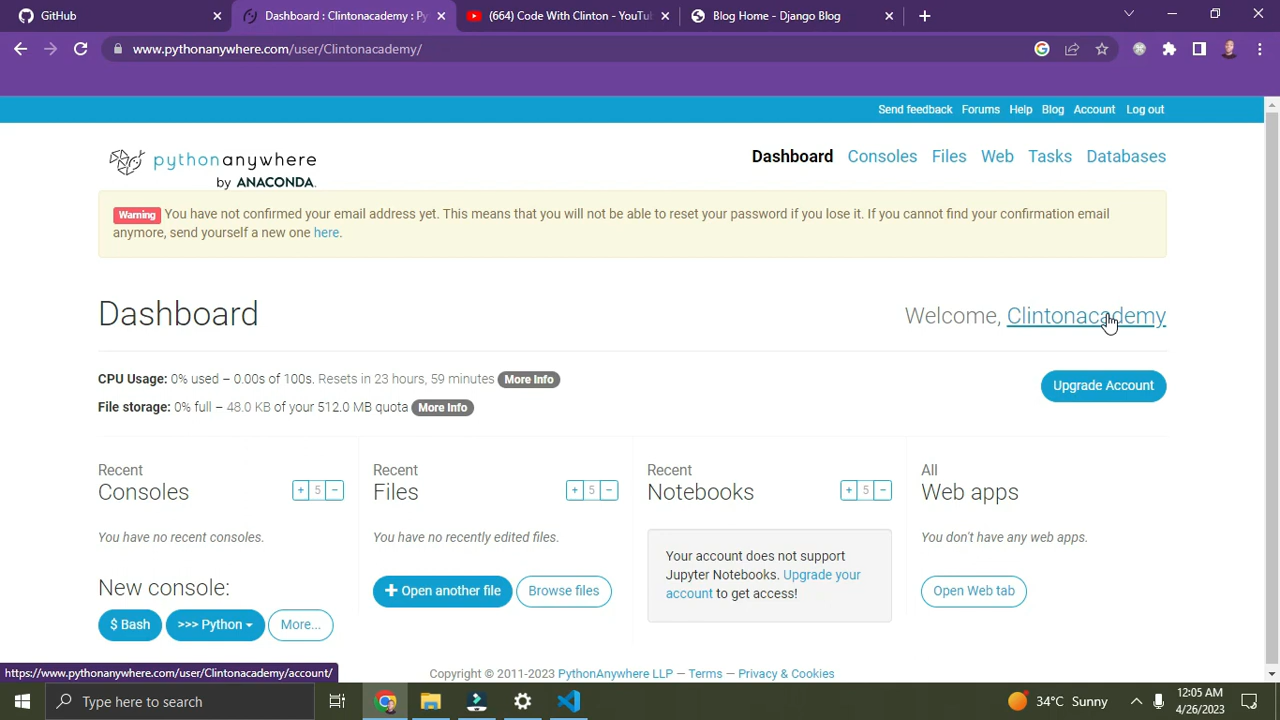 GitHub
Dashboard : Clintonacademy : Py
(664) Code With Clinton - YouTu
Blog Home - Django Blog
www.pythonanywhere.com/user/Clintonacademy/
Send feedback Forums Help Blog Account Log out
pythonanywhere
by ANACONDA.
Dashboard Consoles Files Web Tasks Databases
Warning You have not confirmed your email address yet. This means that you will not be able to reset your password if you lose it. If you cannot find your confirmation email
anymore, send yourself a new one here.
Dashboard
Welcome, Clintonacademy
CPU Usage: 0% used – 0.00s of 100s. Resets in 23 hours, 59 minutes More Info
Upgrade Account
File storage: 0% full – 48.0 KB of your 512.0 MB quota More Info
Recent
Consoles
+ 5 −
You have no recent consoles.
New console:
$ Bash >>> Python More...
Recent
Files
+ 5 −
You have no recently edited files.
+ Open another file Browse files
Recent
Notebooks
+ 5 −
Your account does not support
Jupyter Notebooks. Upgrade your
account to get access!
All
Web apps
You don't have any web apps.
Open Web tab
https://www.pythonanywhere.com/user/Clintonacademy/account/
Copyright © 2011-2023 PythonAnywhere LLP — Terms — Privacy & Cookies
Type here to search
34°C Sunny
12:05 AM
4/26/2023